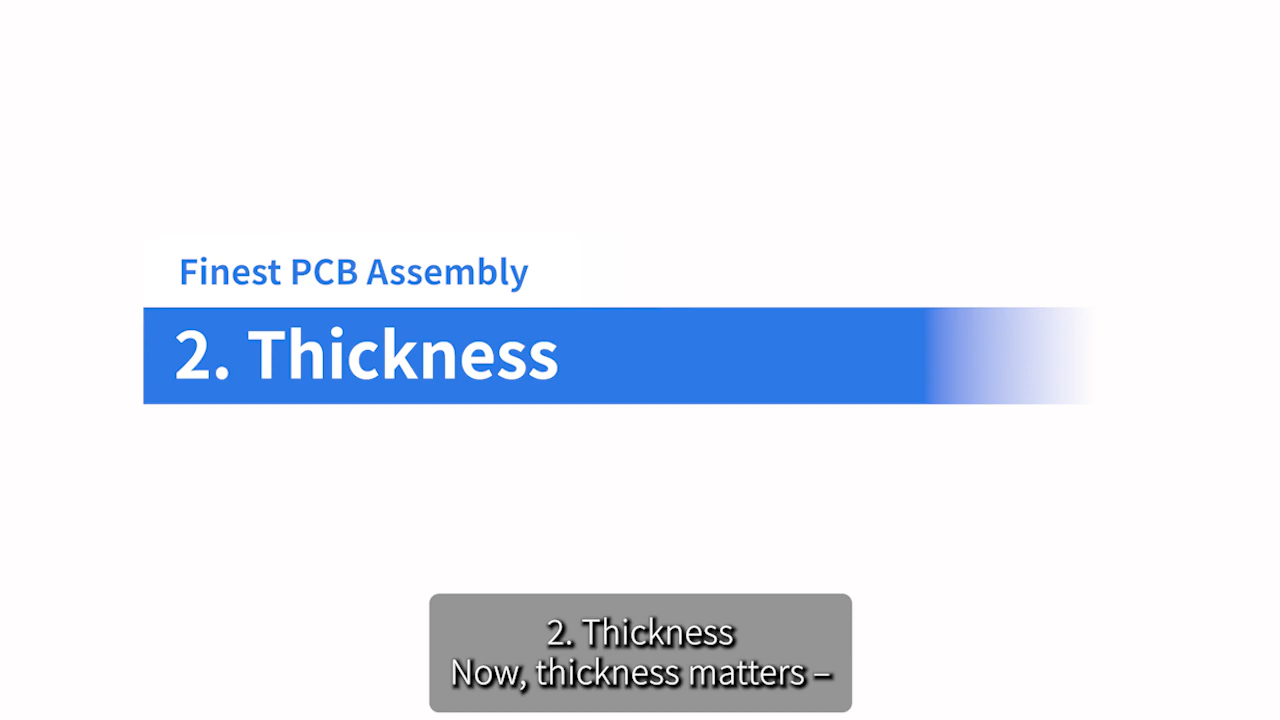 Finest PCB Assembly
2. Thickness
2. Thickness
Now, thickness matters –